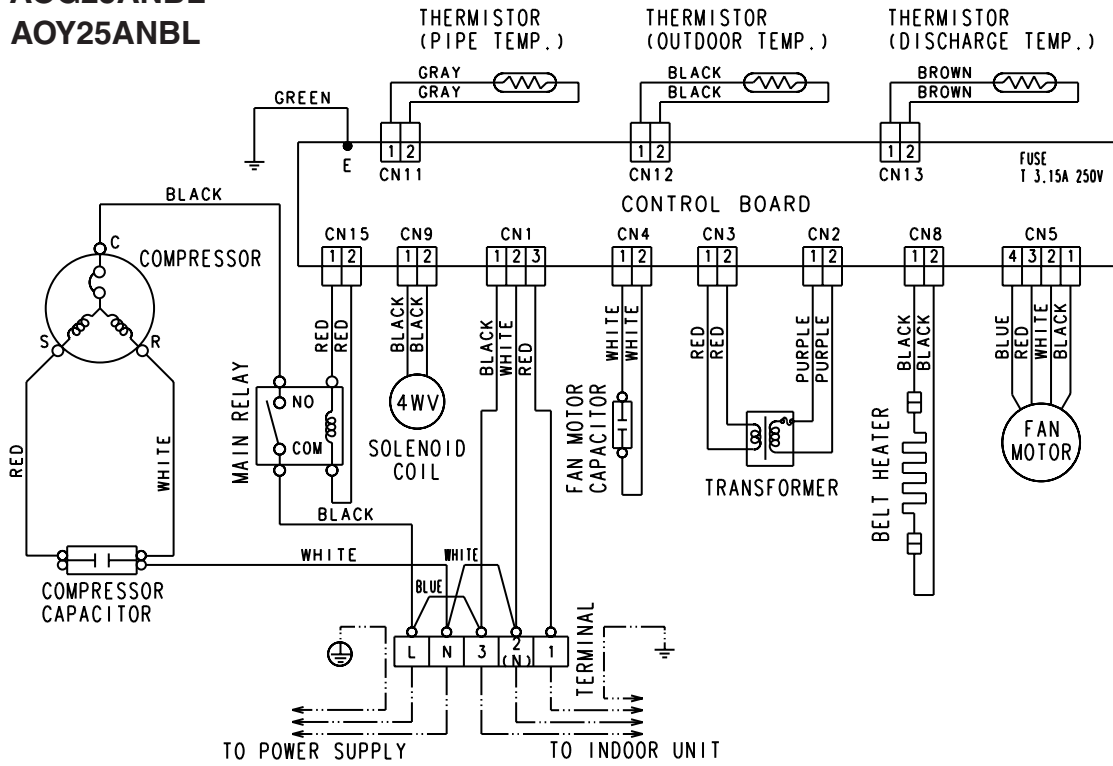 AOY25ANBL
THERMISTOR
(PIPE TEMP.)
THERMISTOR
(OUTDOOR TEMP.)
THERMISTOR
(DISCHARGE TEMP.)
GRAY
GRAY
BLACK
BLACK
BROWN
BROWN
GREEN
E
1 2
CN11
1 2
CN12
1 2
CN13
FUSE
T 3.15A 250V
CONTROL BOARD
BLACK
C
COMPRESSOR
S
R
CN15
1 2
CN9
1 2
CN1
1 2 3
CN4
1 2
CN3
1 2
CN2
1 2
CN8
1 2
CN5
4 3 2 1
RED
RED
BLACK
BLACK
BLACK
WHITE
RED
WHITE
WHITE
RED
RED
PURPLE
PURPLE
BLACK
BLACK
BLUE
RED
WHITE
BLACK
RED
WHITE
MAIN RELAY
NO
COM
4WV
SOLENOID
COIL
FAN MOTOR
CAPACITOR
TRANSFORMER
BELT HEATER
FAN
MOTOR
BLACK
WHITE
WHITE
BLUE
COMPRESSOR
CAPACITOR
L N 3 2 (N) 1
TERMINAL
TO POWER SUPPLY
TO INDOOR UNIT